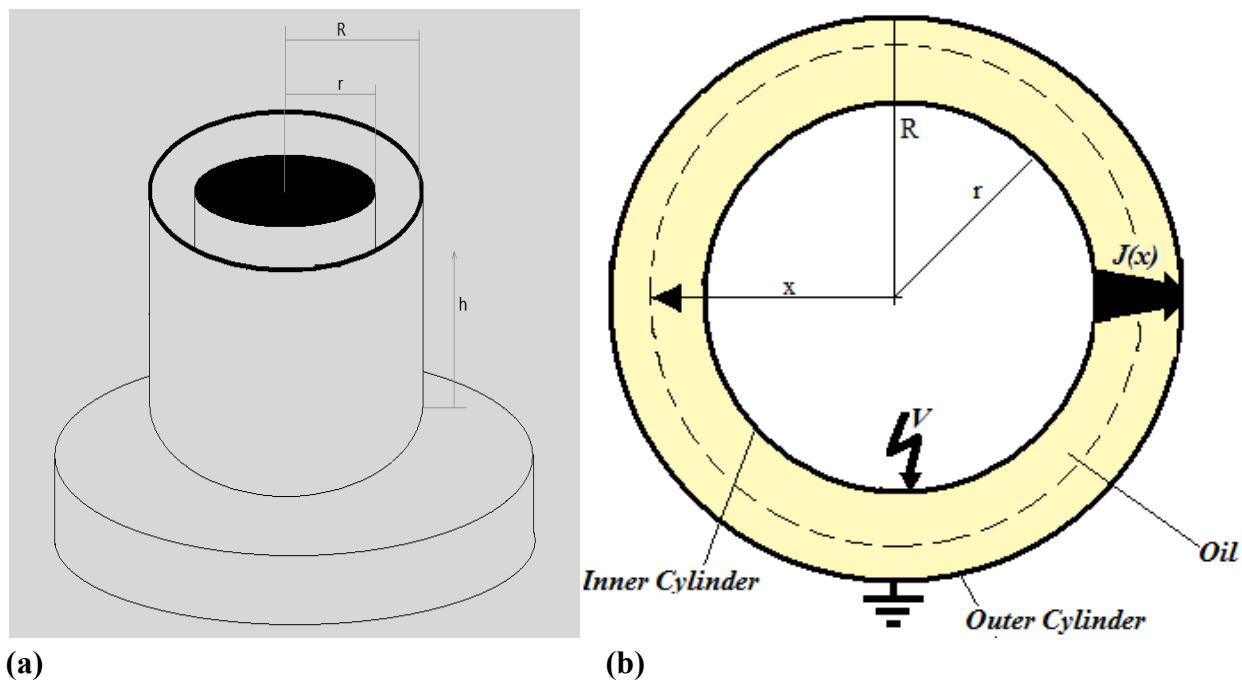 R
r
h
(a)
R
r
x
J(x)
V
Oil
Inner Cylinder
Outer Cylinder
(b)